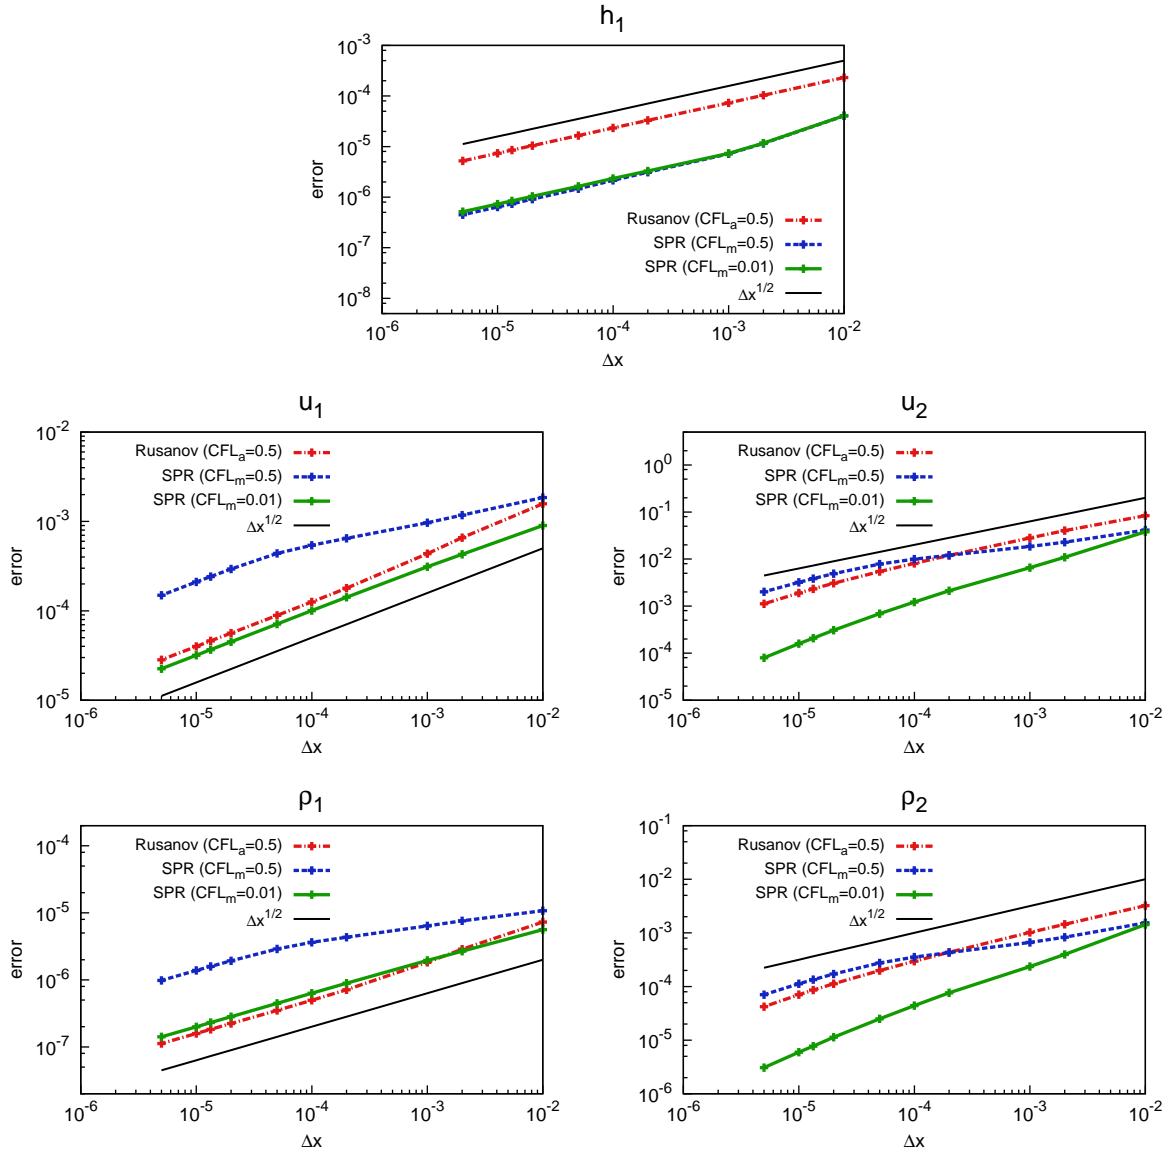 h₁
10⁻³
10⁻⁴
10⁻⁵
10⁻⁶
10⁻⁷
10⁻⁸
error
Rusanov (CFLₐ=0.5)
SPR (CFLₘ=0.5)
SPR (CFLₘ=0.01)
Δx¹/²
10⁻⁶ 10⁻⁵ 10⁻⁴ 10⁻³ 10⁻²
Δx
u₁
10⁻²
10⁻³
10⁻⁴
10⁻⁵
error
Rusanov (CFLₐ=0.5)
SPR (CFLₘ=0.5)
SPR (CFLₘ=0.01)
Δx¹/²
10⁻⁶ 10⁻⁵ 10⁻⁴ 10⁻³ 10⁻²
Δx
u₂
10⁰
10⁻¹
10⁻²
10⁻³
10⁻⁴
10⁻⁵
error
Rusanov (CFLₐ=0.5)
SPR (CFLₘ=0.5)
SPR (CFLₘ=0.01)
Δx¹/²
10⁻⁶ 10⁻⁵ 10⁻⁴ 10⁻³ 10⁻²
Δx
ρ₁
10⁻⁴
10⁻⁵
10⁻⁶
10⁻⁷
error
Rusanov (CFLₐ=0.5)
SPR (CFLₘ=0.5)
SPR (CFLₘ=0.01)
Δx¹/²
10⁻⁶ 10⁻⁵ 10⁻⁴ 10⁻³ 10⁻²
Δx
ρ₂
10⁻¹
10⁻²
10⁻³
10⁻⁴
10⁻⁵
10⁻⁶
error
Rusanov (CFLₐ=0.5)
SPR (CFLₘ=0.5)
SPR (CFLₘ=0.01)
Δx¹/²
10⁻⁶ 10⁻⁵ 10⁻⁴ 10⁻³ 10⁻²
Δx